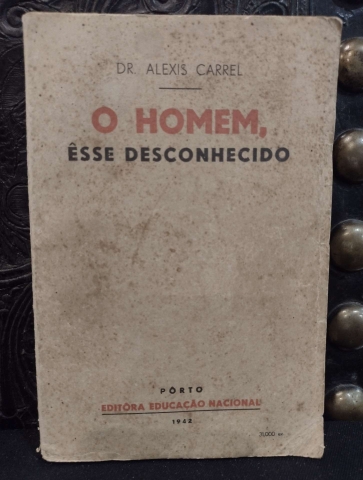 DR. ALEXIS CARREL
O HOMEM,
ÊSSE DESCONHECIDO
PÔRTO
EDITORA EDUCAÇÃO NACIONAL
1942